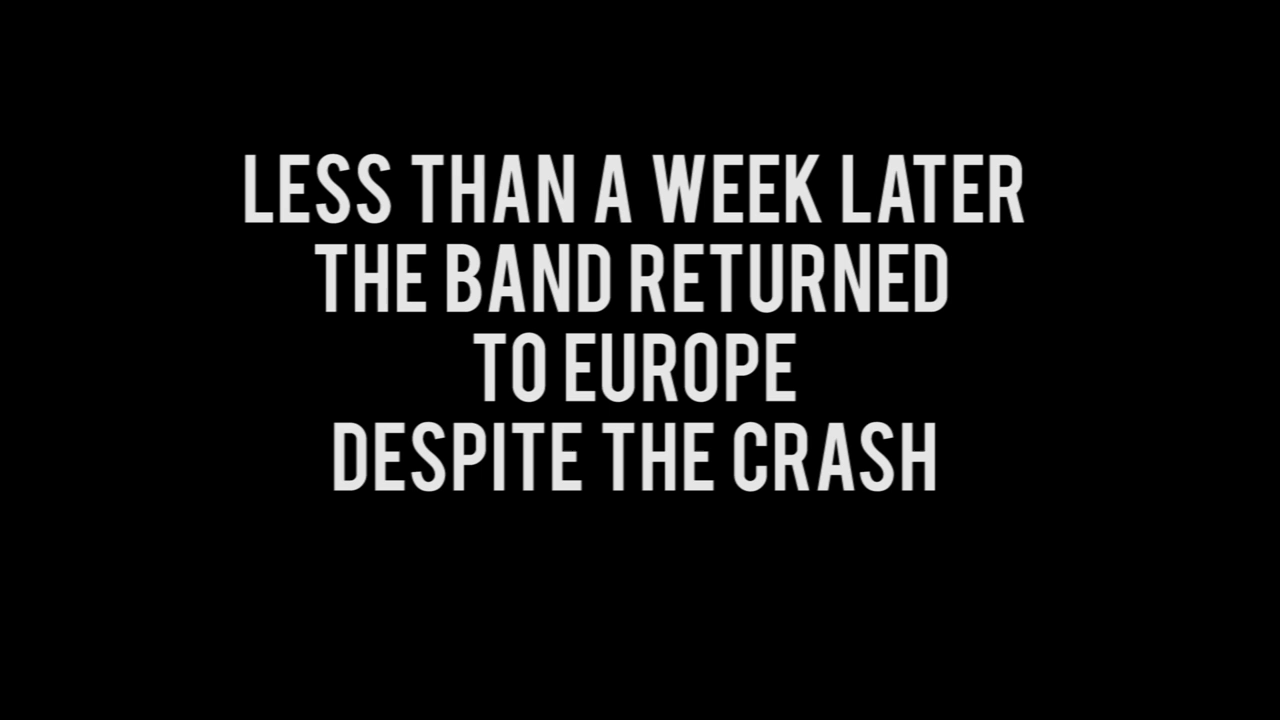 LESS THAN A WEEK LATER
THE BAND RETURNED
TO EUROPE
DESPITE THE CRASH